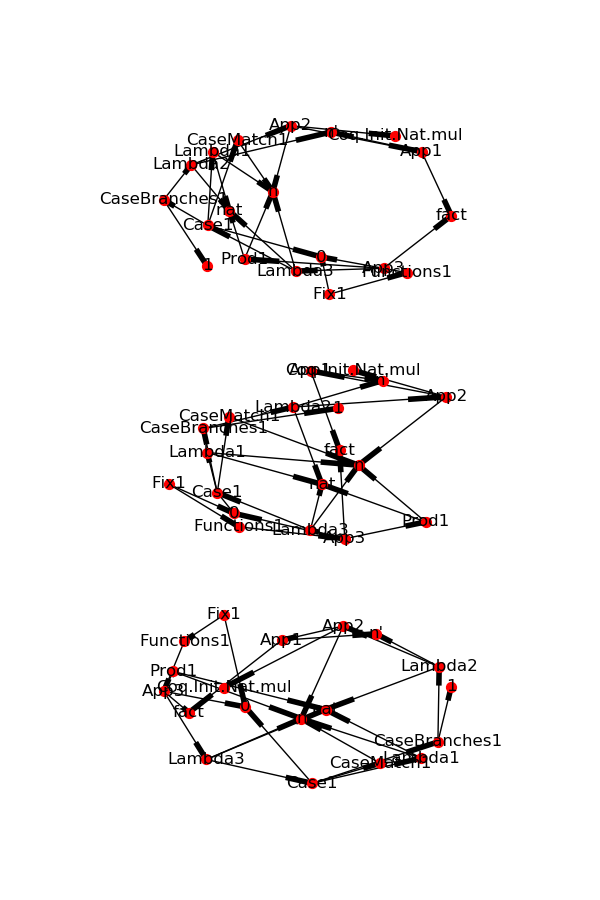 App2
n'
Coq.Init.Nat.mul
CaseMatch1
App1
Lambda1
Lambda2
n
CaseBranches1
nat
fact
Case1
0
Prod1
1
App3
Lambda3
Functions1
Fix1
App1
Coq.Init.Nat.mul
n'
App2
Lambda2
1
CaseMatch1
CaseBranches1
fact
Lambda1
n
Fix1
nat
Case1
0
Prod1
Functions1
Lambda3
App3
Fix1
App2
n'
Functions1
App1
Lambda2
Prod1
Coq.Init.Nat.mul
1
App3
0
nat
fact
n
CaseBranches1
Lambda3
Lambda1
CaseMatch1
Case1